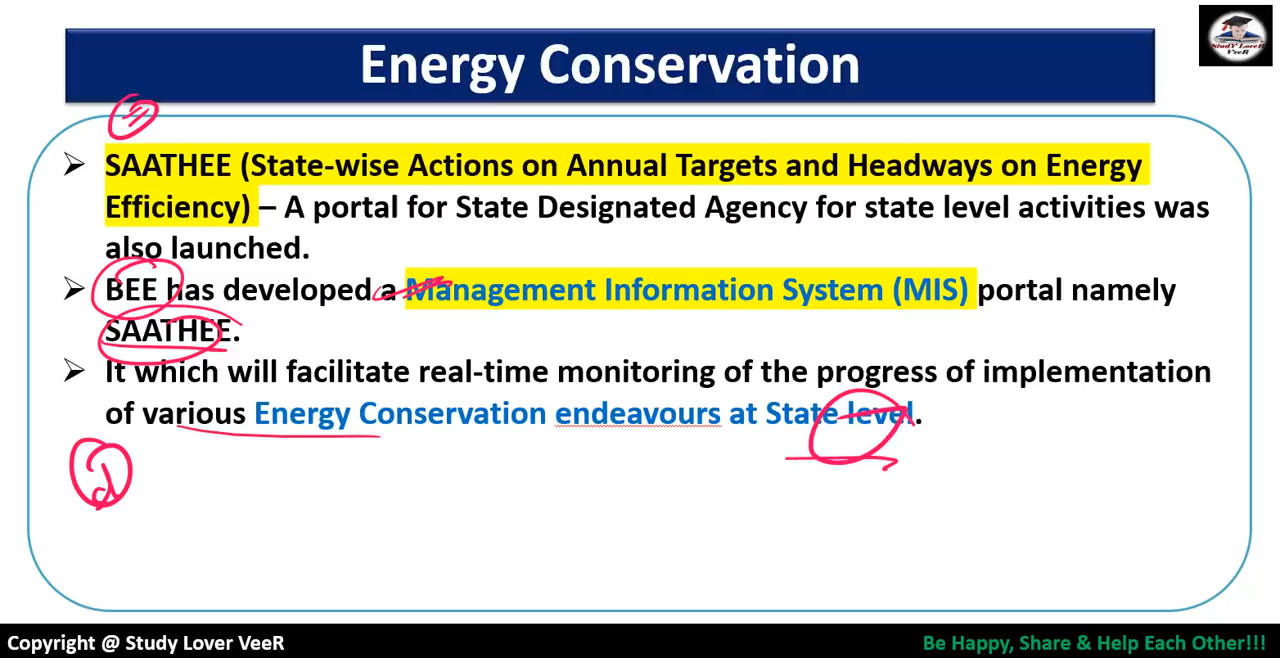 StudY LoveR
VeeR
Energy Conservation
➢ SAATHEE (State-wise Actions on Annual Targets and Headways on Energy
Efficiency) – A portal for State Designated Agency for state level activities was
also launched.
➢ BEE has developed a Management Information System (MIS) portal namely
SAATHEE.
➢ It which will facilitate real-time monitoring of the progress of implementation
of various Energy Conservation endeavours at State level.
Copyright @ Study Lover VeeR
Be Happy, Share & Help Each Other!!!